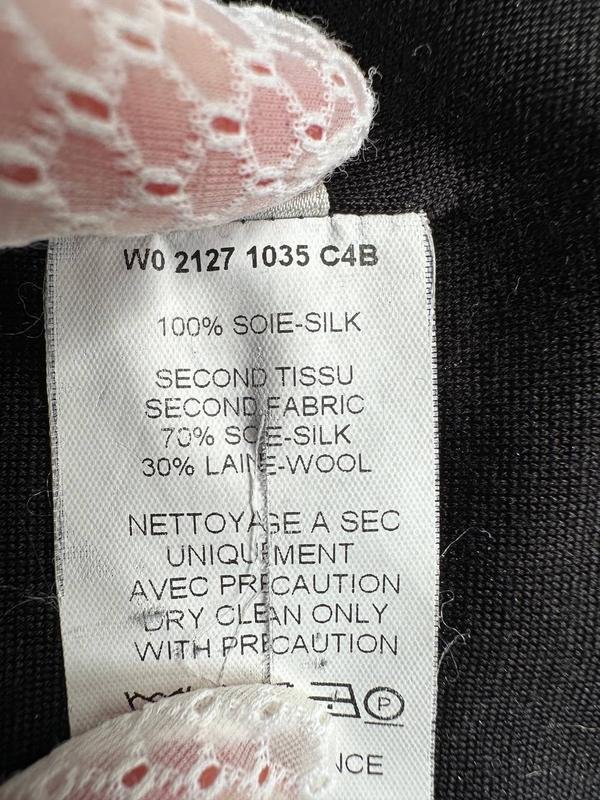 W0 2127 1035 C4B
100% SOIE-SILK
SECOND TISSU
SECOND FABRIC
70% SOIE-SILK
30% LAINE-WOOL
NETTOYAGE A SEC
UNIQUEMENT
AVEC PRECAUTION
DRY CLEAN ONLY
WITH PRECAUTION
P